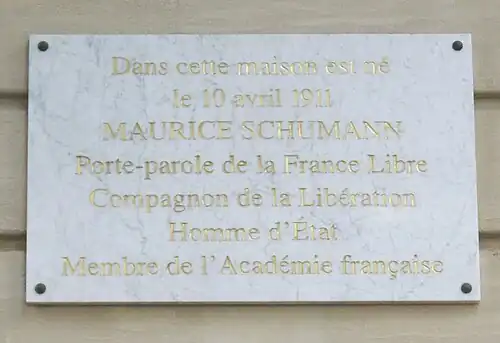 Dans cette maison est né
le 10 avril 1911
MAURICE SCHUMANN
Porte-parole de la France Libre
Compagnon de la Libération
Homme d'État
Membre de l'Académie française